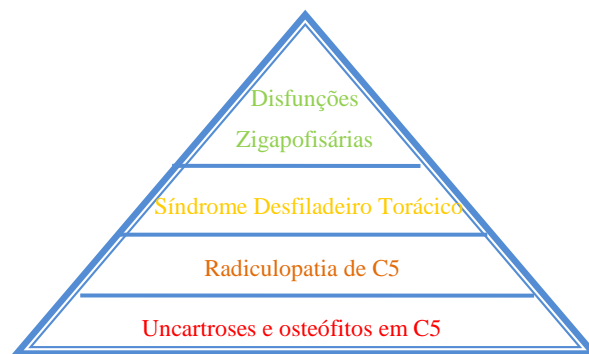 Disfunções
Zigapofisárias
Síndrome Desfiladeiro Torácico
Radiculopatia de C5
Uncartroses e osteófitos em C5